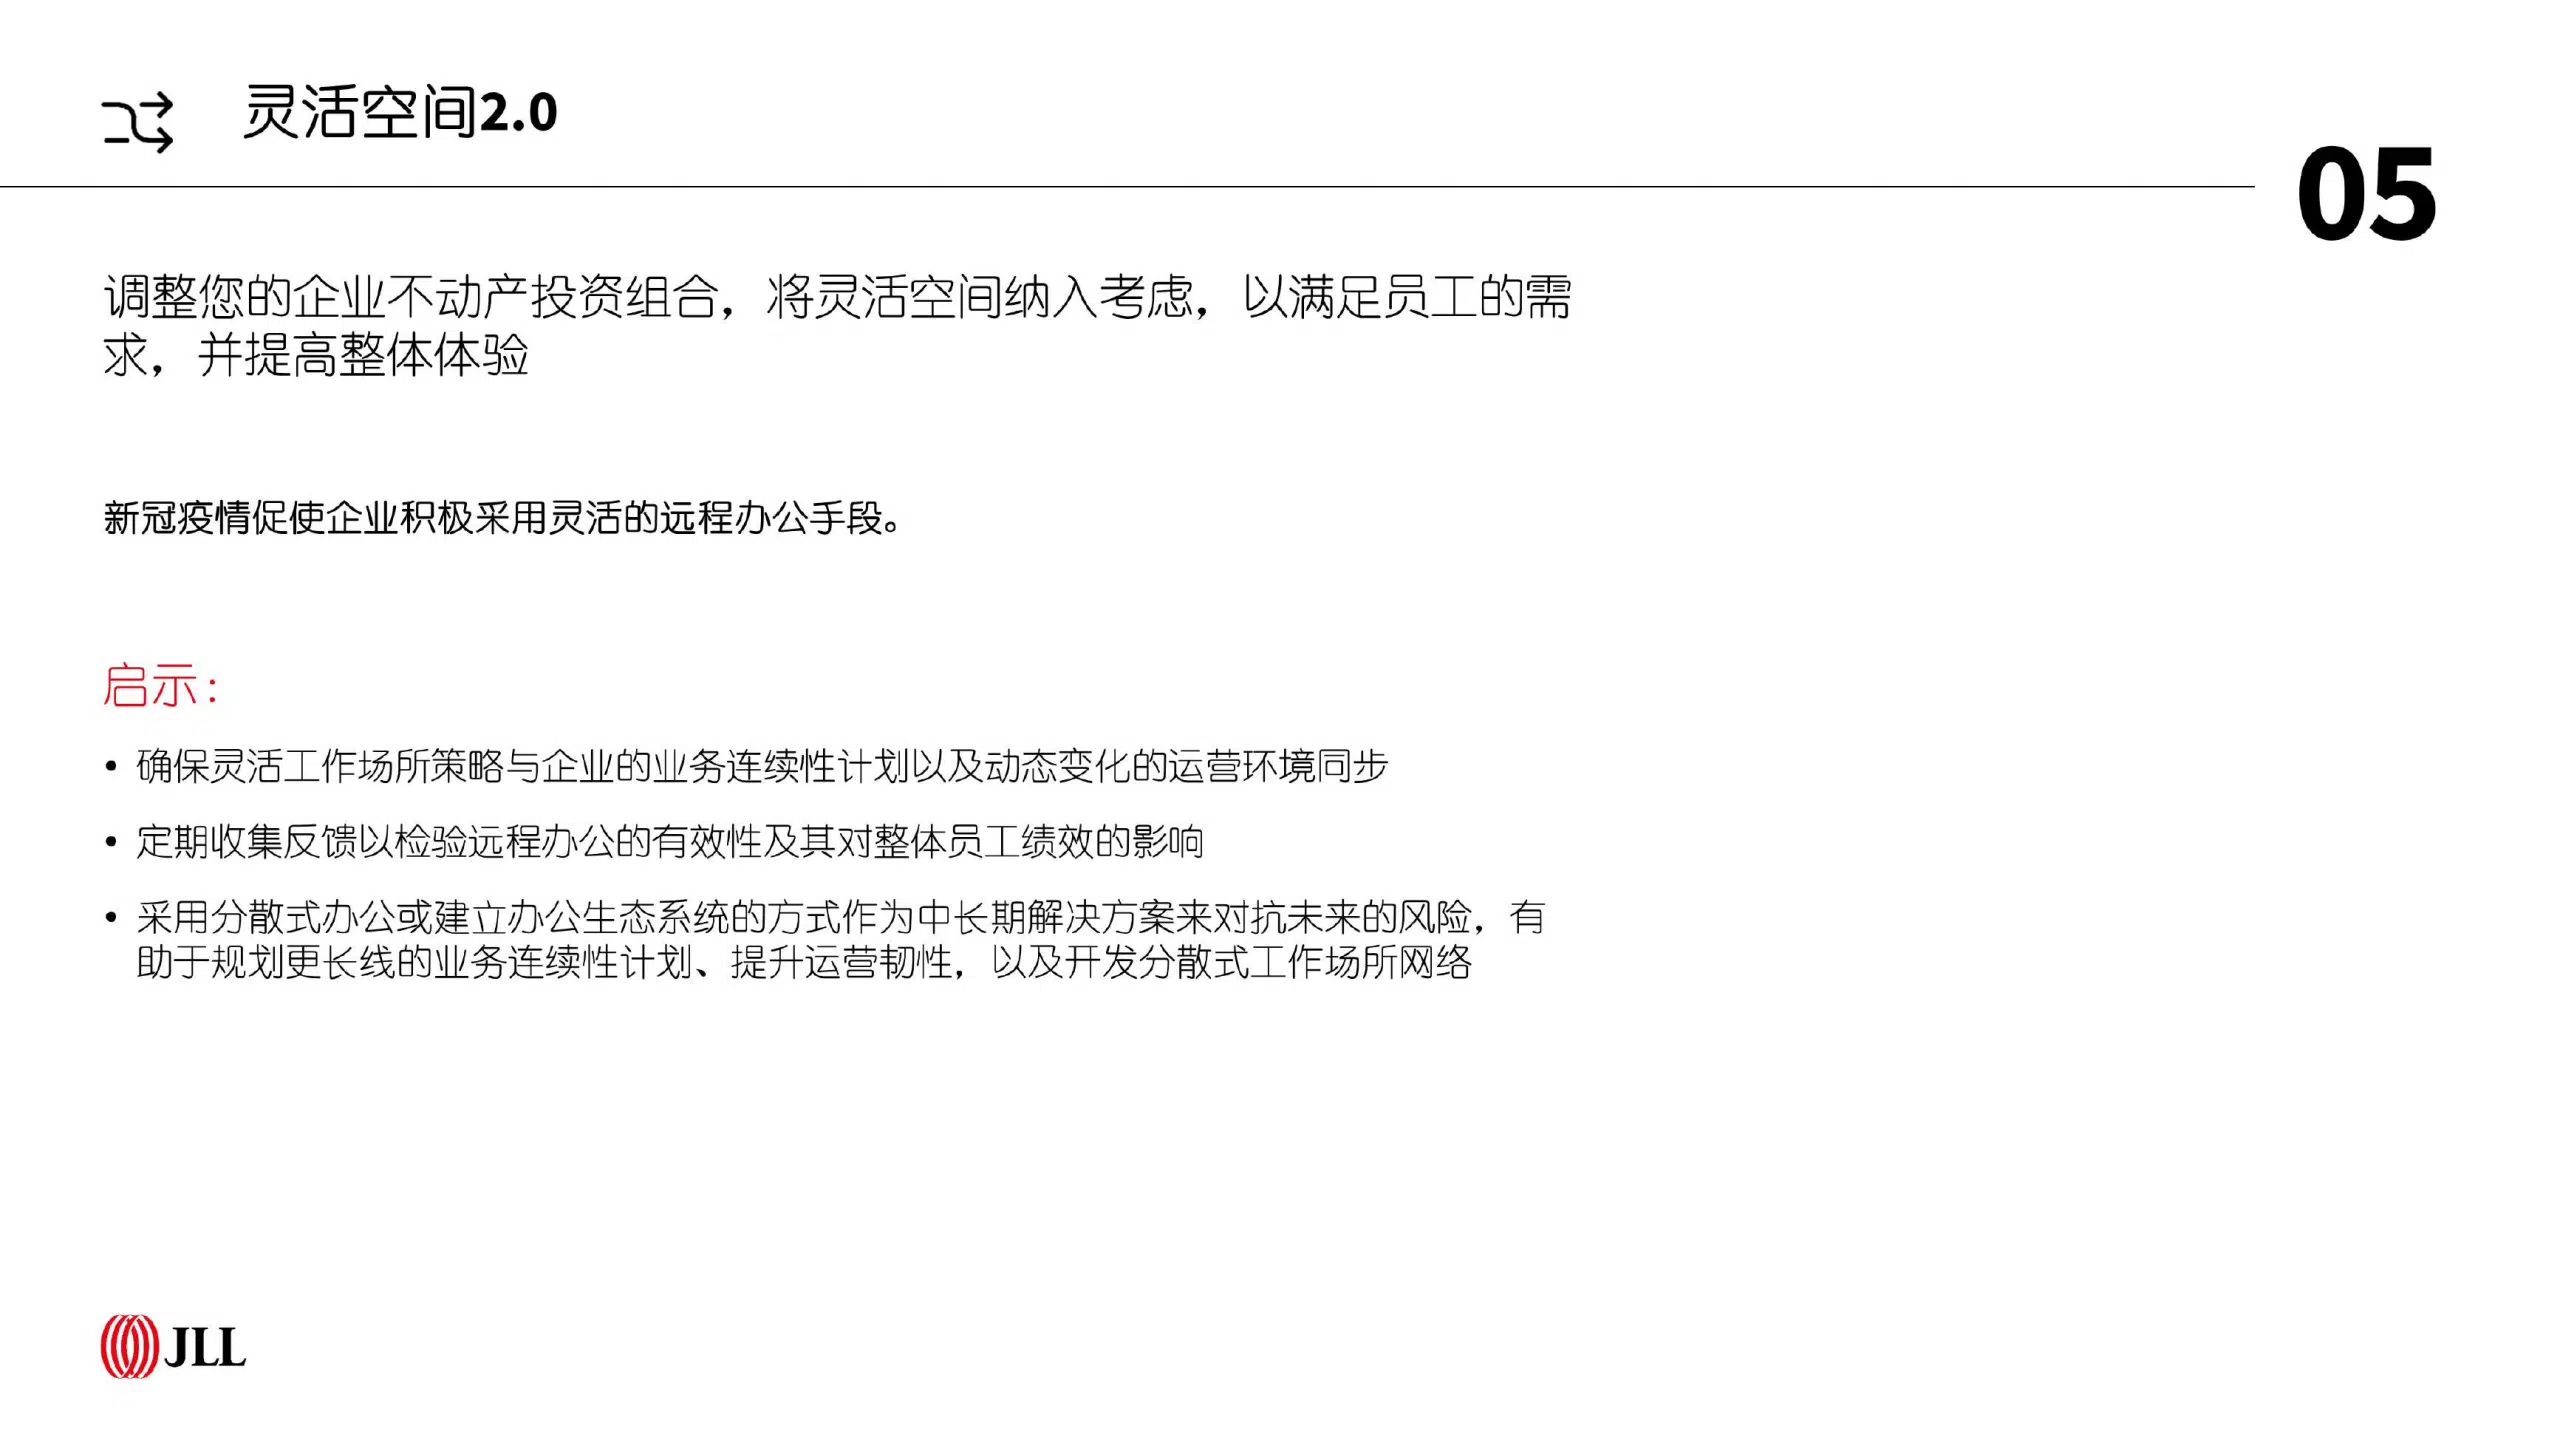 灵活空间2.0
05
调整您的企业不动产投资组合，将灵活空间纳入考虑，以满足员工的需
求，并提高整体体验
新冠疫情促使企业积极采用灵活的远程办公手段。
启示：
• 确保灵活工作场所策略与企业的业务连续性计划以及动态变化的运营环境同步
• 定期收集反馈以检验远程办公的有效性及其对整体员工绩效的影响
• 采用分散式办公或建立办公生态系统的方式作为中长期解决方案来对抗未来的风险，有
助于规划更长线的业务连续性计划、提升运营韧性，以及开发分散式工作场所网络
JLL